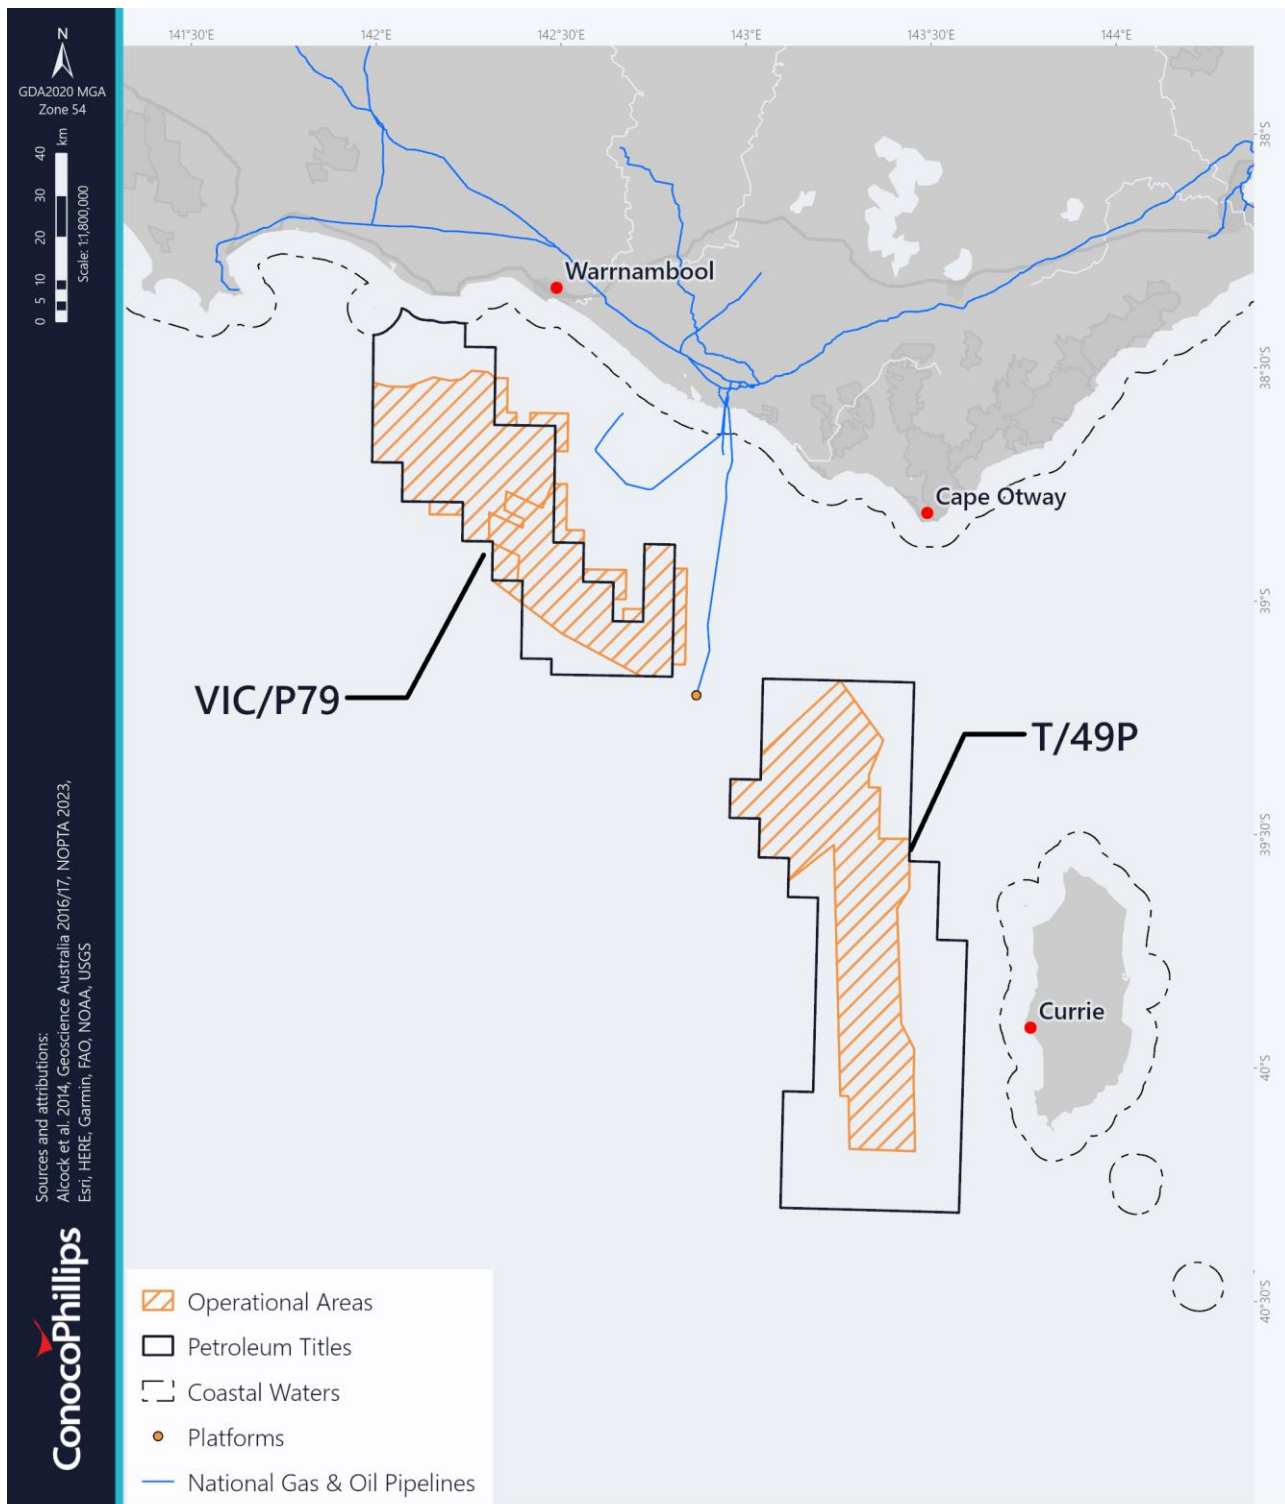 141°30'E
142°E
142°30'E
143°E
143°30'E
144°E
N
GDA2020 MGA
Zone 54
0 5 10 20 30 40
km
Scale: 1:1,800,000
38°S
38°30'S
39°S
39°30'S
40°S
40°30'S
Warrnambool
Cape Otway
VIC/P79
T/49P
Currie
Sources and attributions:
Alcock et al. 2014, Geoscience Australia 2016/17, NOPTA 2023,
Esri, HERE, Garmin, FAO, NOAA, USGS
ConocoPhillips
Operational Areas
Petroleum Titles
Coastal Waters
Platforms
National Gas & Oil Pipelines